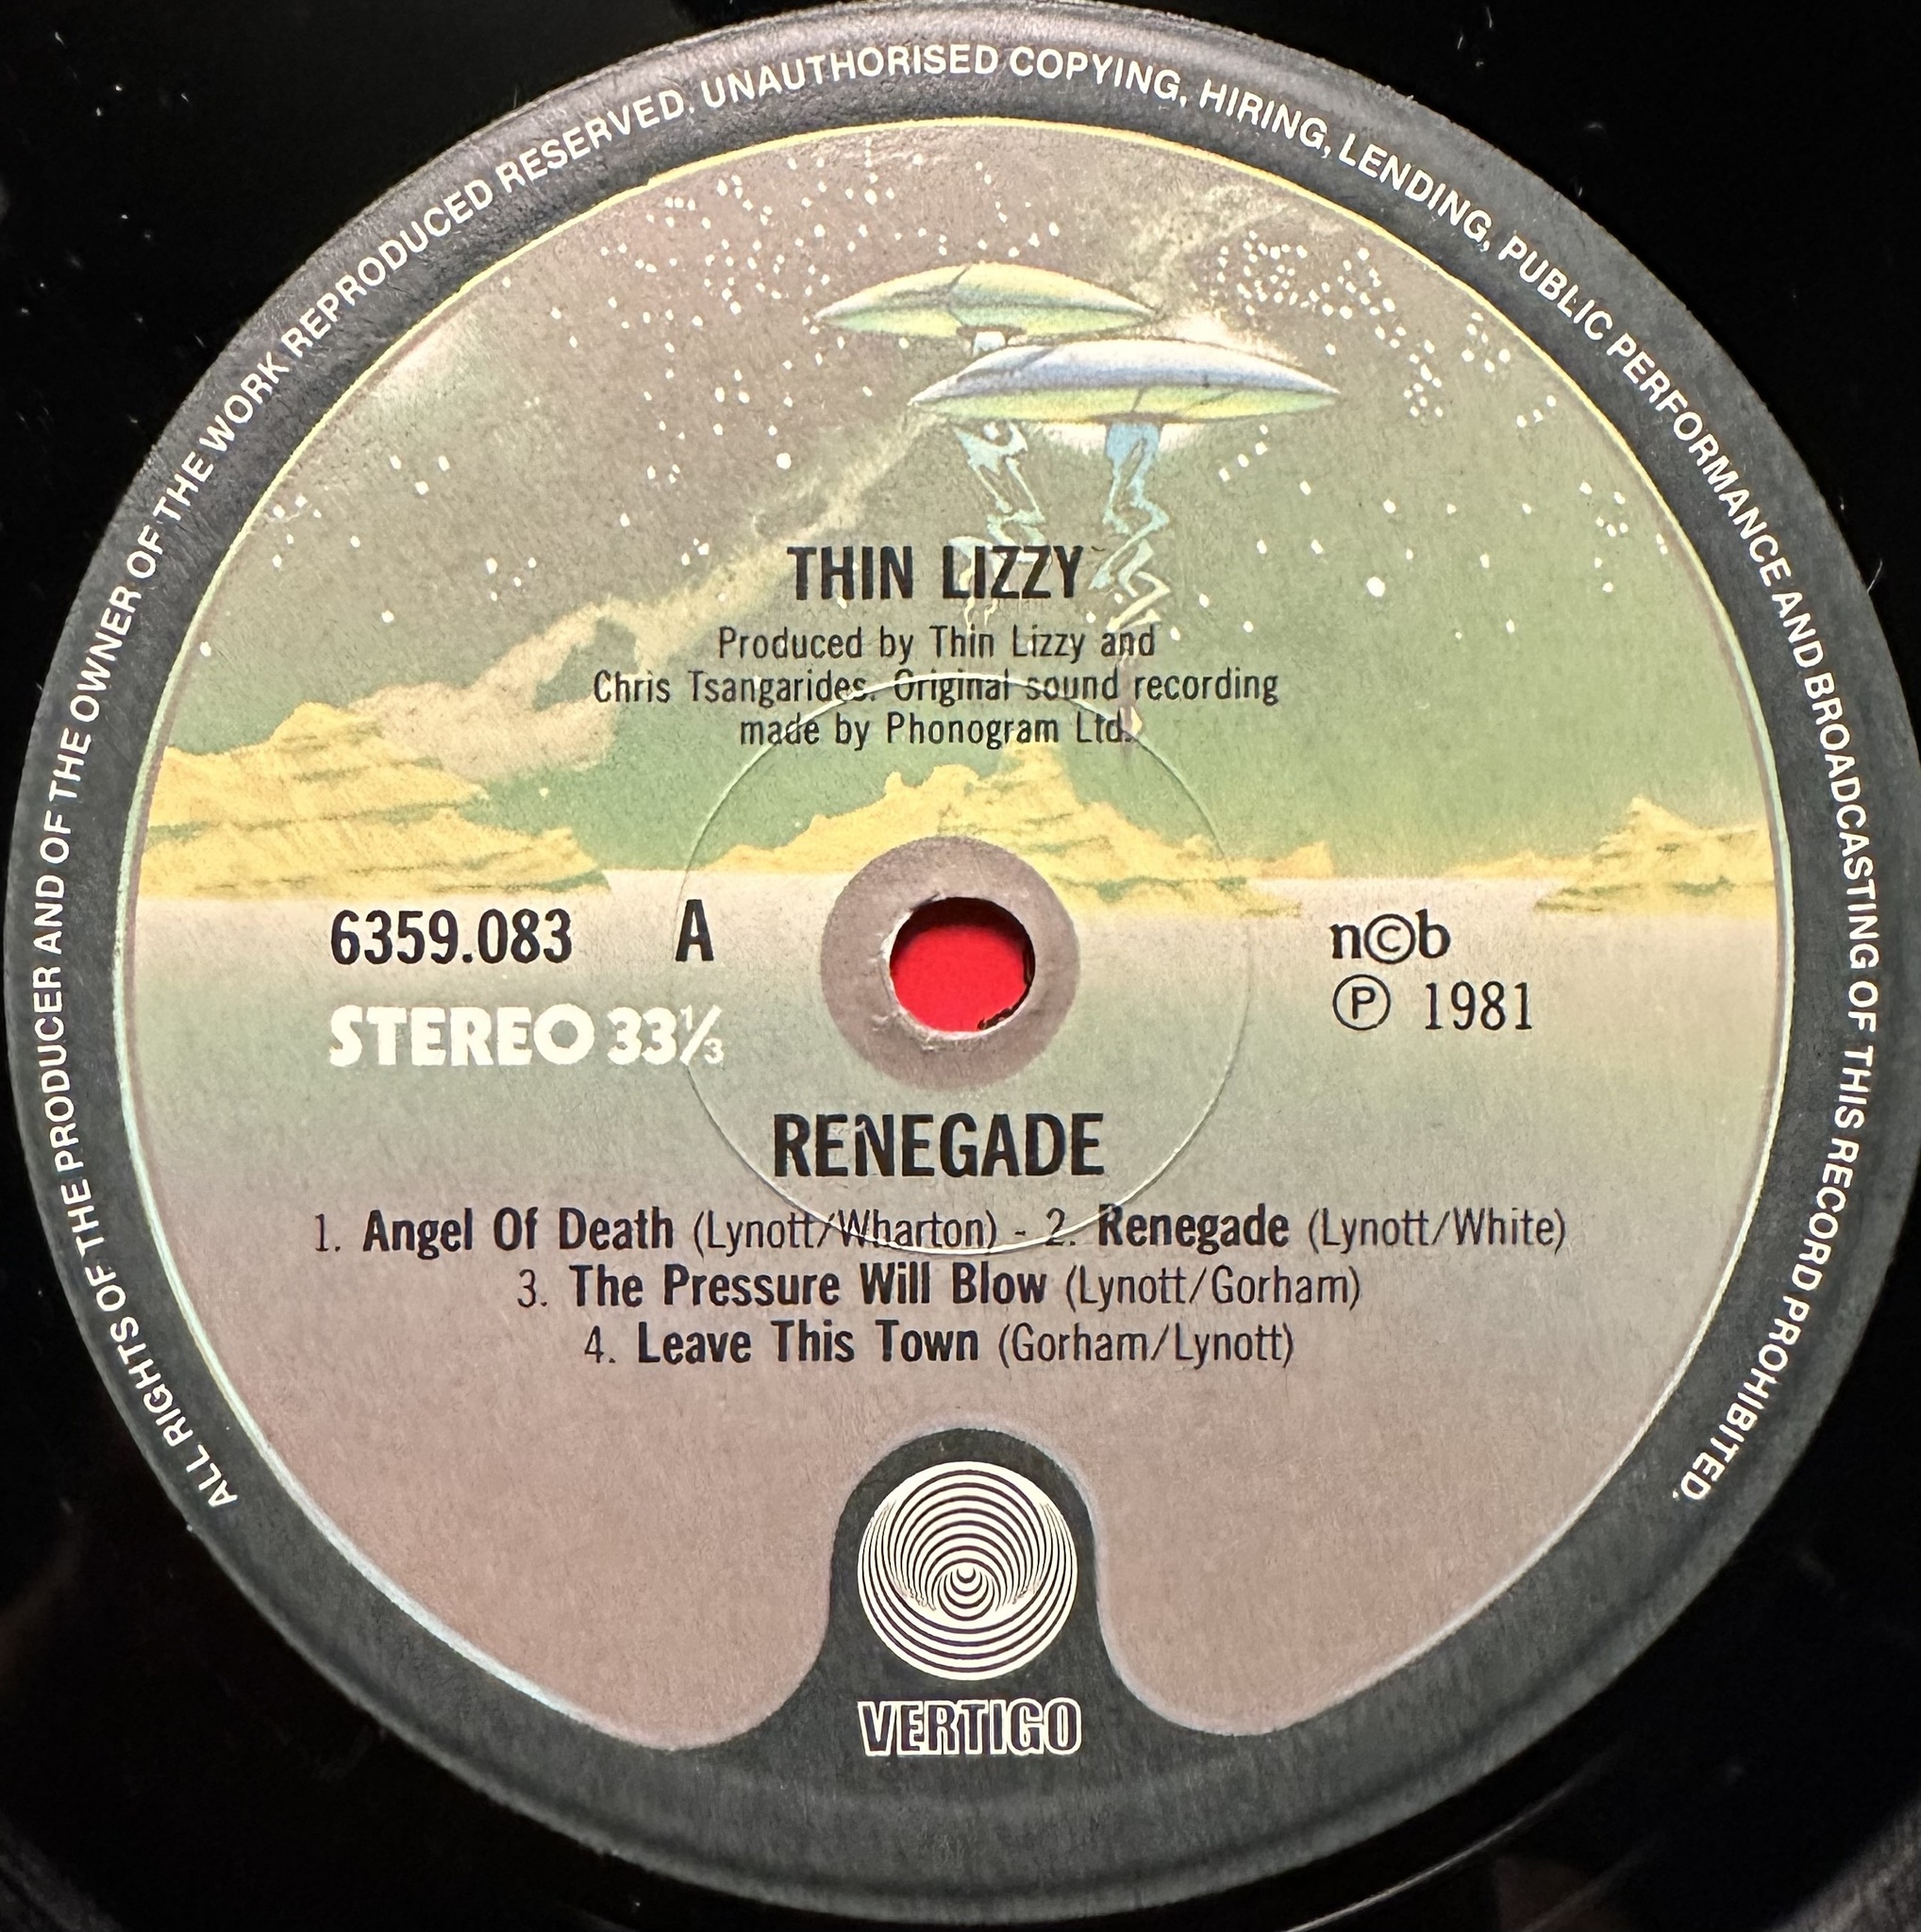 ALL RIGHTS OF THE PRODUCER AND OF THE OWNER OF THE WORK REPRODUCED RESERVED. UNAUTHORISED COPYING, HIRING, LENDING, PUBLIC PERFORMANCE AND BROADCASTING OF THIS RECORD PROHIBITED.
THIN LIZZY
Produced by Thin Lizzy and
Chris Tsangarides. Original sound recording
made by Phonogram Ltd.
6359.083 A
n©b
STEREO 33⅓
℗ 1981
RENEGADE
1. Angel Of Death (Lynott/Wharton) - 2. Renegade (Lynott/White)
3. The Pressure Will Blow (Lynott/Gorham)
4. Leave This Town (Gorham/Lynott)
VERTIGO